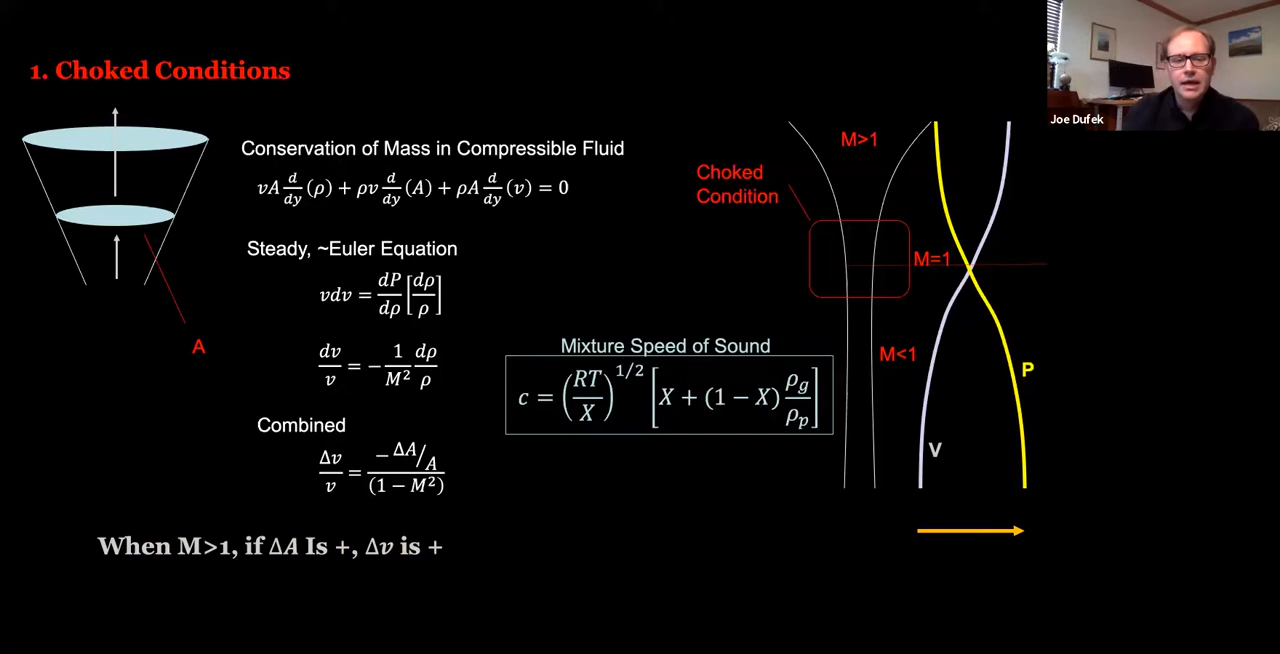 1. Choked Conditions
Conservation of Mass in Compressible Fluid
vA d/dy (ρ) + ρv d/dy (A) + ρA d/dy (v) = 0
Steady, ~Euler Equation
vdv = dP/dρ [dρ/ρ]
dv/v = − 1/M² dρ/ρ
Combined
Δv/v = −ΔA/A / (1 − M²)
When M>1, if ΔA Is +, Δv is +
A
Mixture Speed of Sound
c = (RT/X)^1/2 [X + (1 − X) ρg/ρp]
Choked
Condition
M>1
M=1
M<1
P
V
Joe Dufek